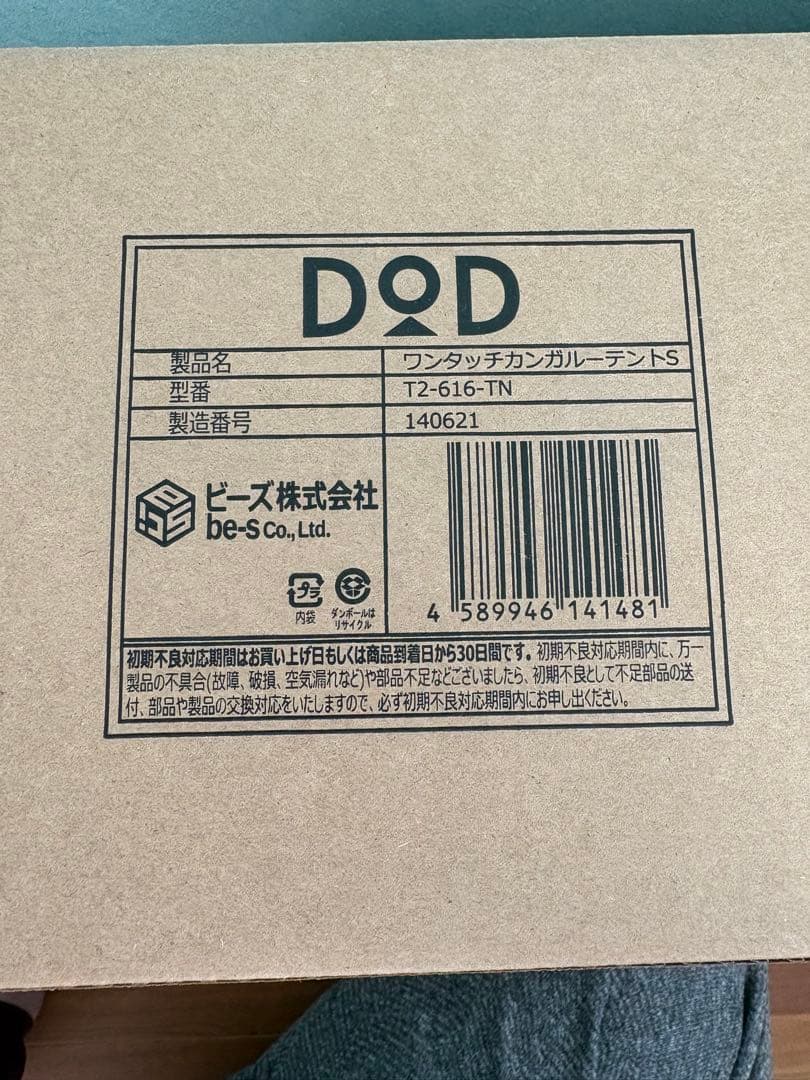 DOD
製品名 ワンタッチカンガルーテントS
型番 T2-616-TN
製造番号 140621
ビーズ株式会社
be-s Co., Ltd.
プラ
内袋
ダンボールは
リサイクル
4 589946 141481
初期不良対応期間はお買い上げ日もしくは商品到着日から30日間です。初期不良対応期間内に、万一
製品の不具合(故障、破損、空気漏れなど)や部品不足などございましたら、初期不良として不足部品の送
付、部品や製品の交換対応をいたしますので、必ず初期不良対応期間内にお申し出ください。